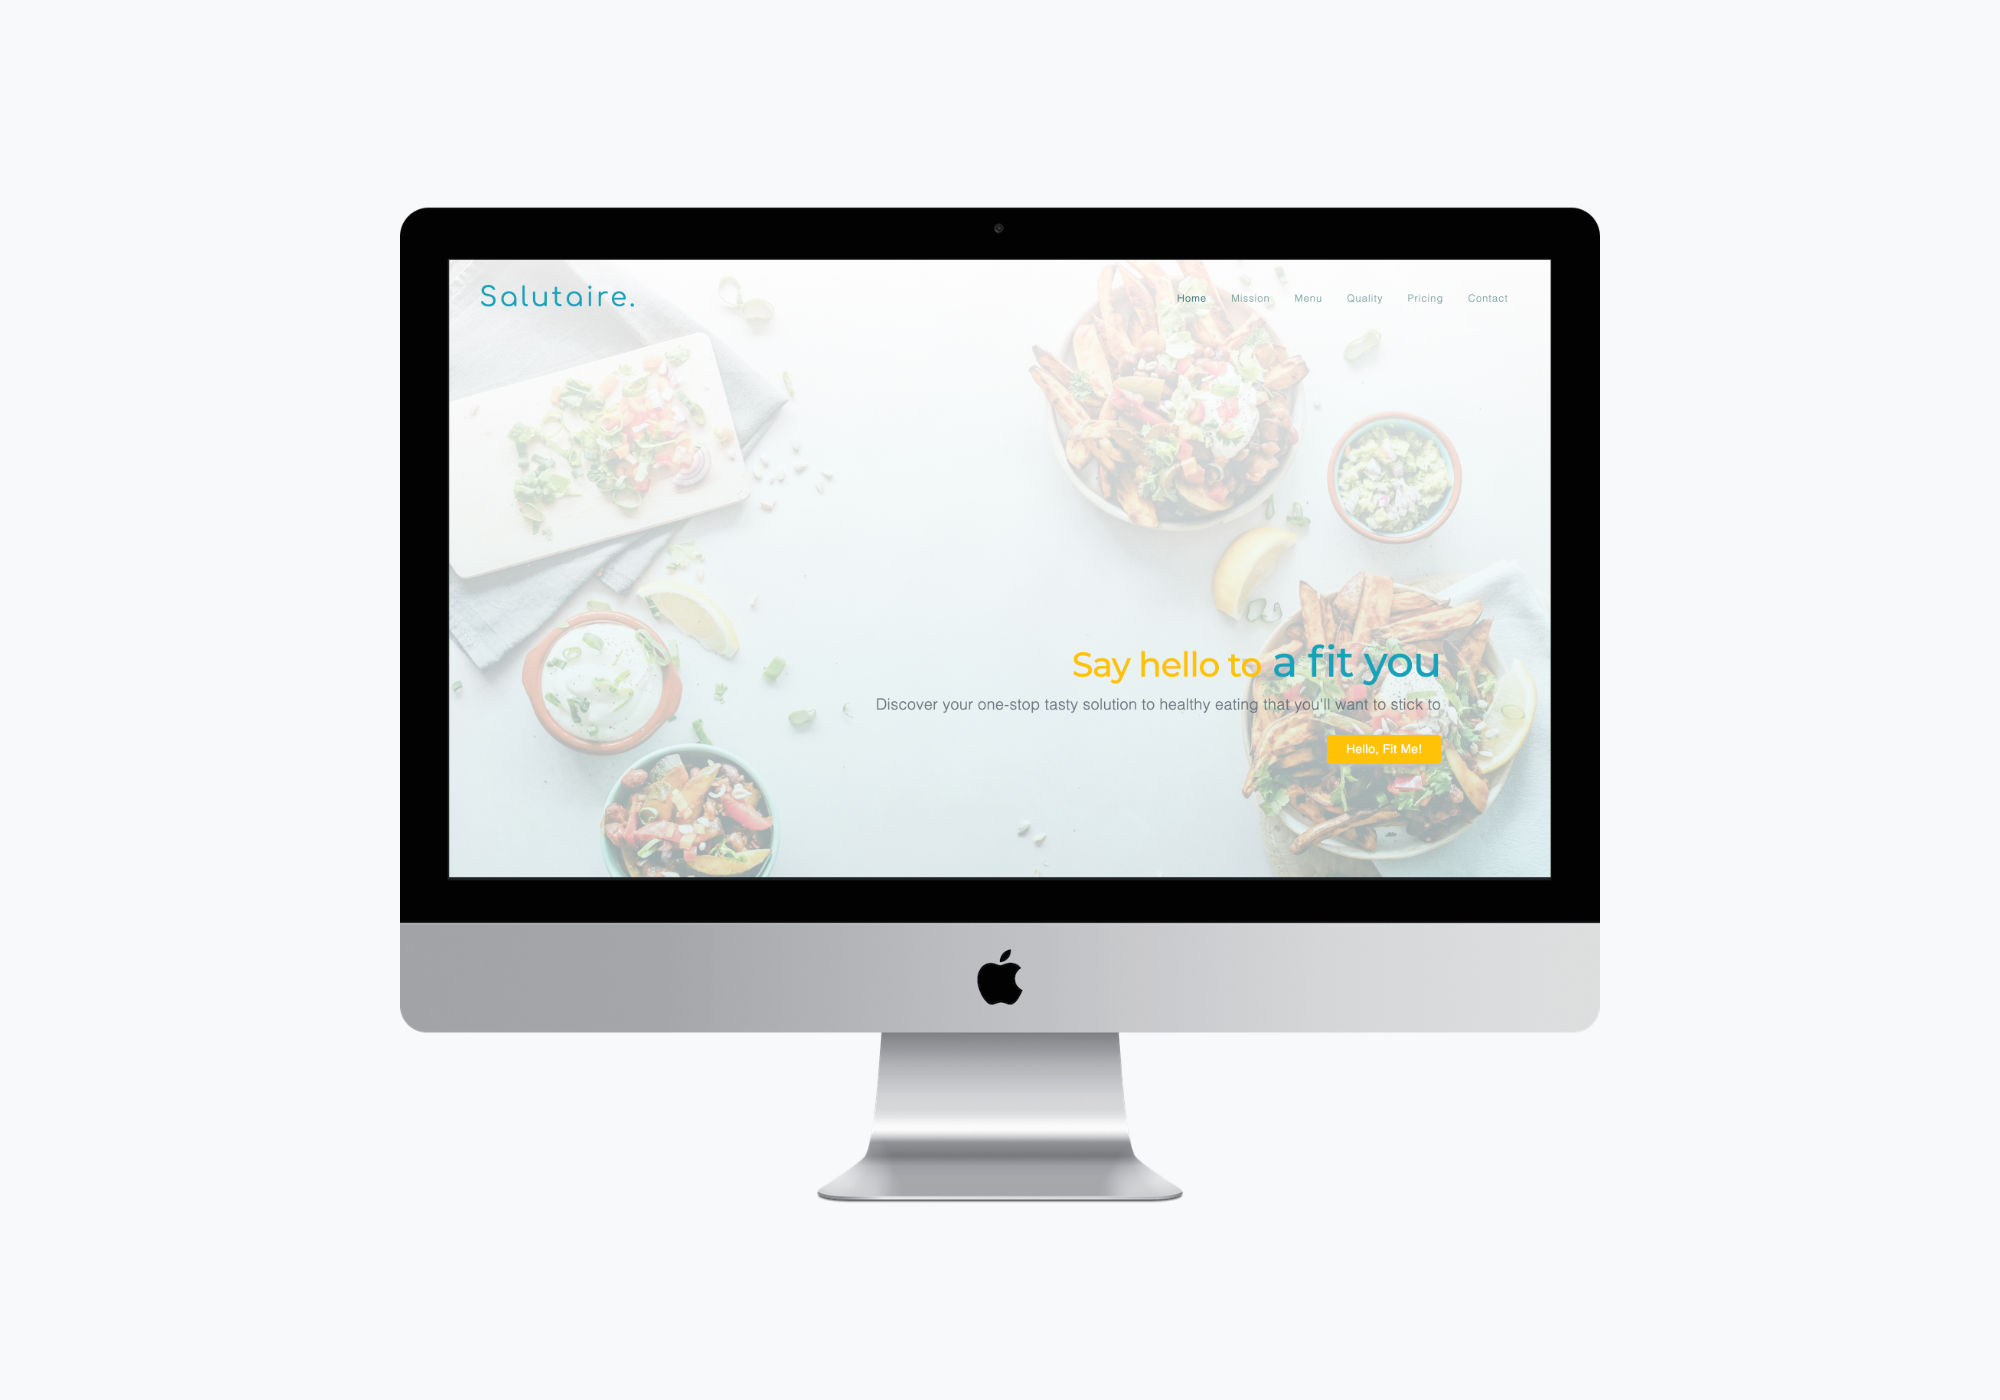 Salutaire.
Home Mission Menu Quality Pricing Contact
Say hello to a fit you
Discover your one-stop tasty solution to healthy eating that you'll want to stick to
Hello, Fit Me!